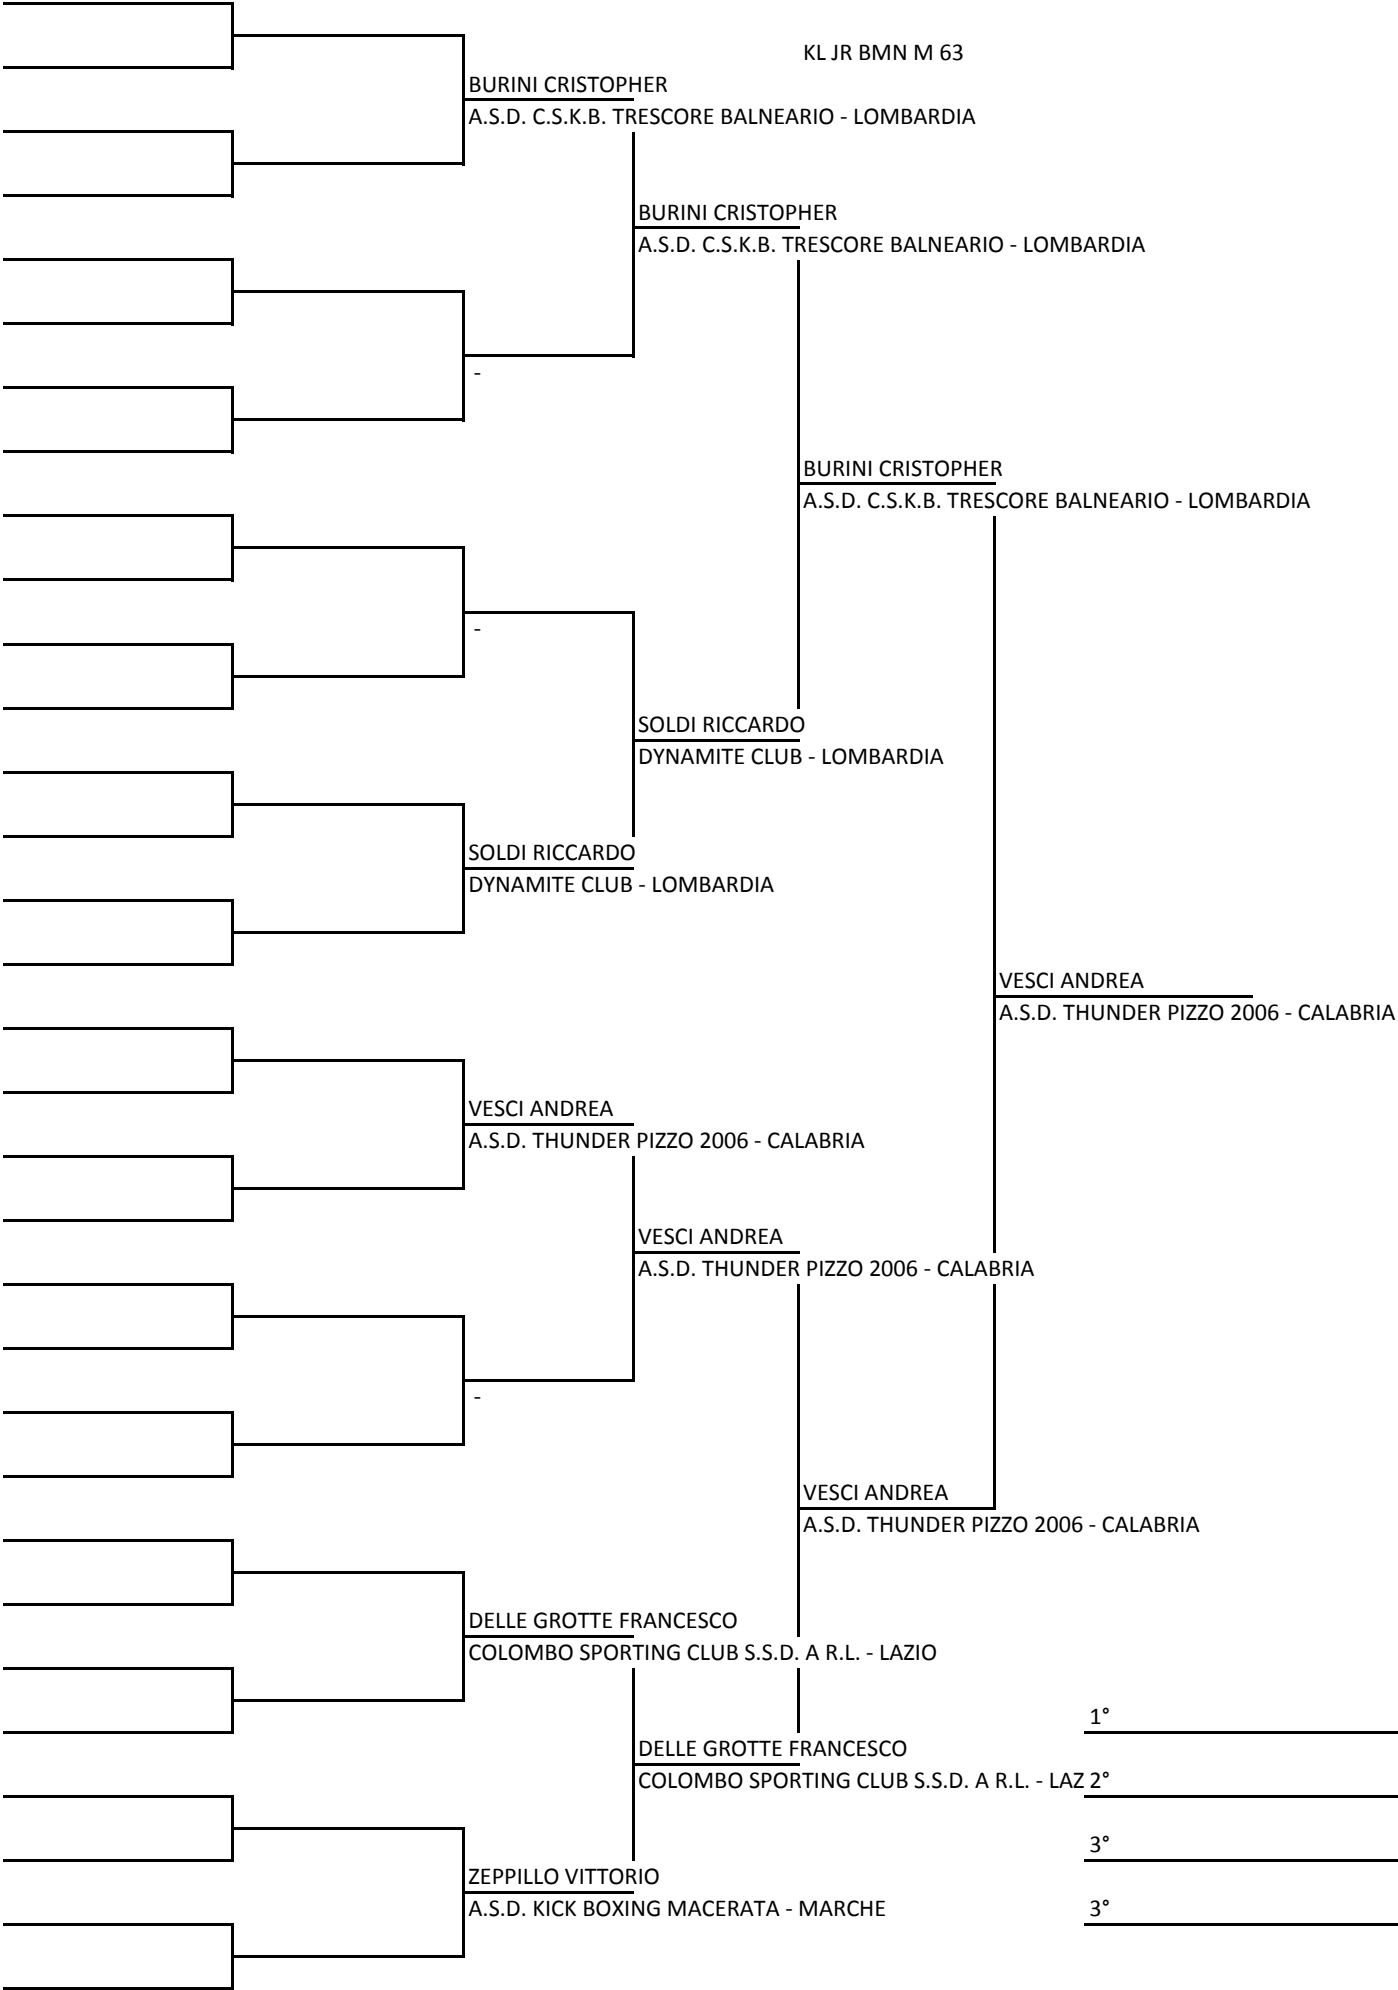 KL JR BMN M 63
BURINI CRISTOPHER
A.S.D. C.S.K.B. TRESCORE BALNEARIO - LOMBARDIA
BURINI CRISTOPHER
A.S.D. C.S.K.B. TRESCORE BALNEARIO - LOMBARDIA
-
BURINI CRISTOPHER
A.S.D. C.S.K.B. TRESCORE BALNEARIO - LOMBARDIA
-
SOLDI RICCARDO
DYNAMITE CLUB - LOMBARDIA
SOLDI RICCARDO
DYNAMITE CLUB - LOMBARDIA
VESCI ANDREA
A.S.D. THUNDER PIZZO 2006 - CALABRIA
VESCI ANDREA
A.S.D. THUNDER PIZZO 2006 - CALABRIA
VESCI ANDREA
A.S.D. THUNDER PIZZO 2006 - CALABRIA
-
VESCI ANDREA
A.S.D. THUNDER PIZZO 2006 - CALABRIA
DELLE GROTTE FRANCESCO
COLOMBO SPORTING CLUB S.S.D. A R.L. - LAZIO
1°
DELLE GROTTE FRANCESCO
COLOMBO SPORTING CLUB S.S.D. A R.L. - LAZ
2°
3°
ZEPPILLO VITTORIO
A.S.D. KICK BOXING MACERATA - MARCHE
3°